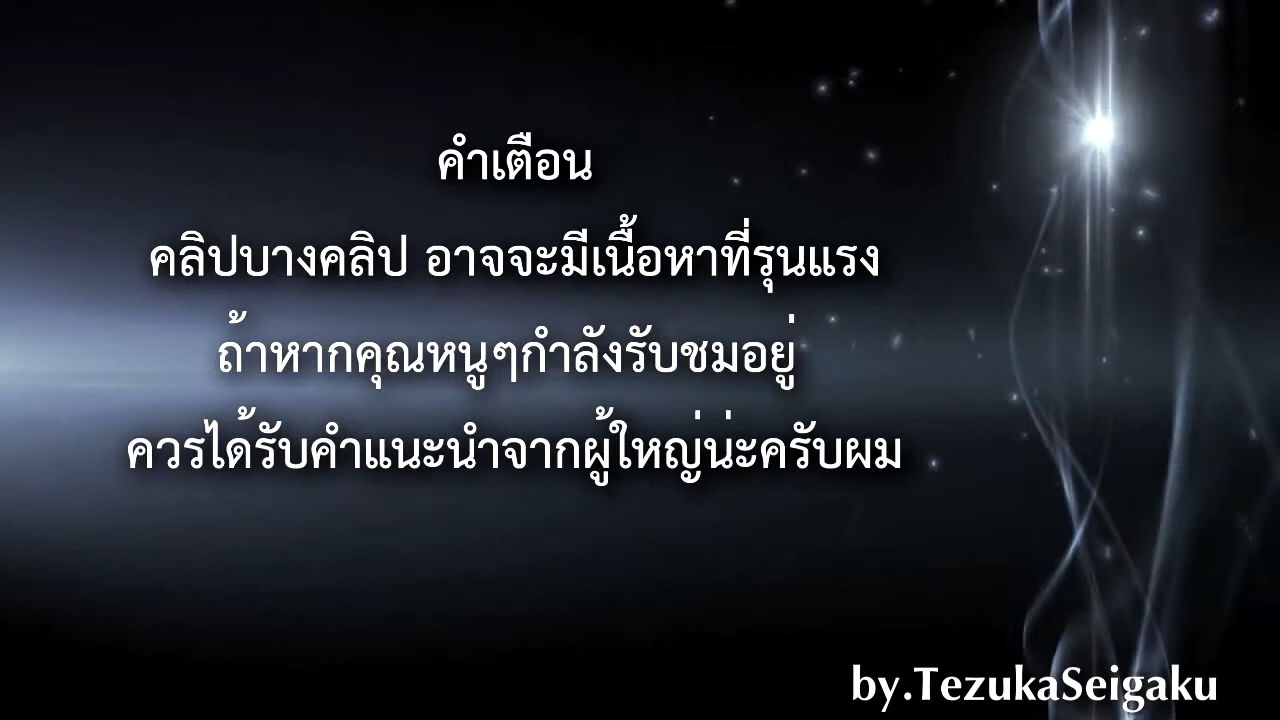 คำเตือน
คลิปบางคลิป อาจจะมีเนื้อหาที่รุนแรง
ถ้าหากคุณหนูๆกำลังรับชมอยู่
ควรได้รับคำแนะนำจากผู้ใหญ่น่ะครับผม
by.TezukaSeigaku